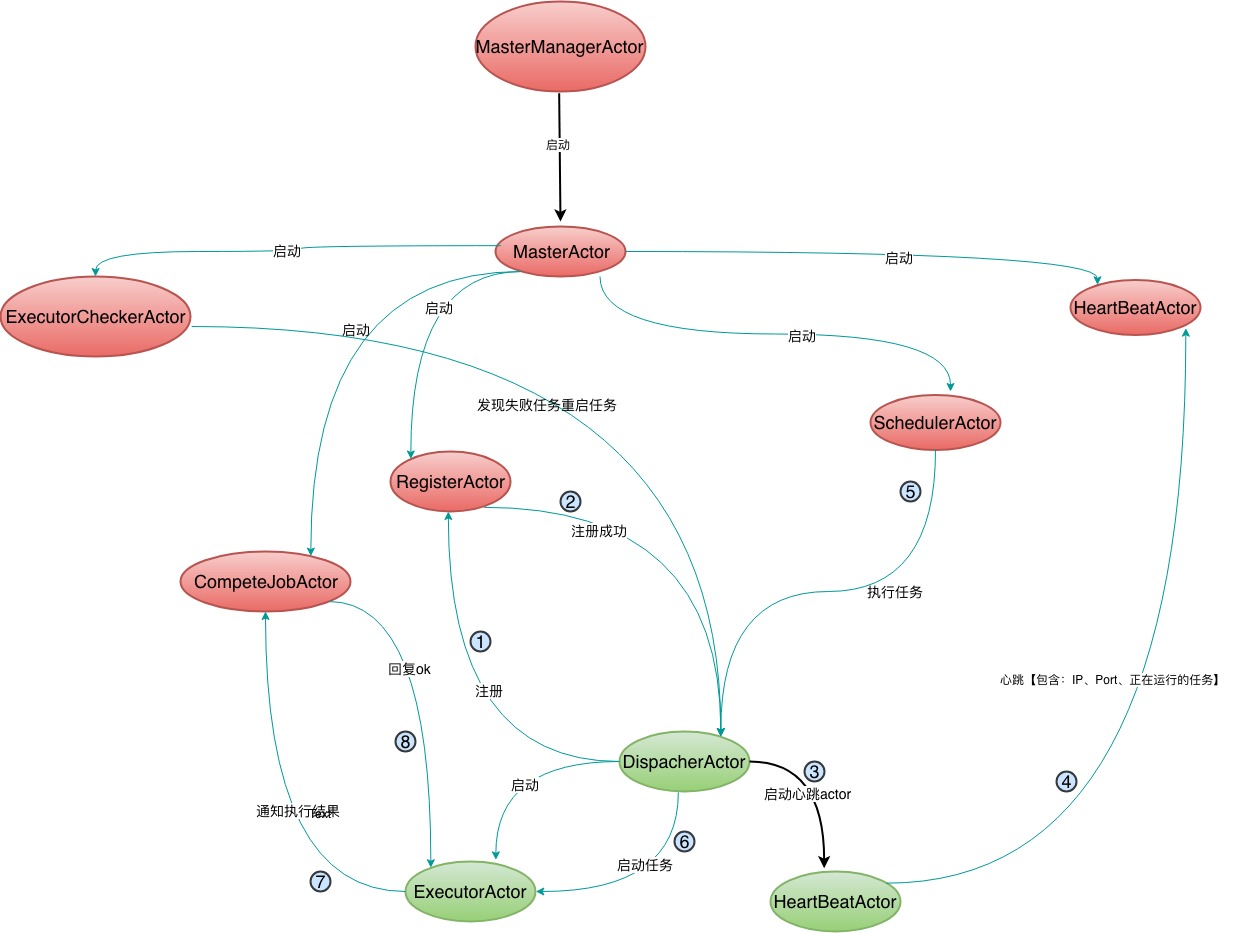 MasterManagerActor
启动
MasterActor
启动
启动
ExecutorCheckerActor
HeartBeatActor
启动
启动
启动
发现失败任务重启任务
SchedulerActor
RegisterActor
⑤
②
注册成功
CompeteJobActor
执行任务
①
回复ok
心跳【包含：IP、Port、正在运行的任务】
注册
⑧
DispacherActor
③
④
启动
启动心跳actor
通知执行结果
Text
⑥
启动任务
⑦
ExecutorActor
HeartBeatActor